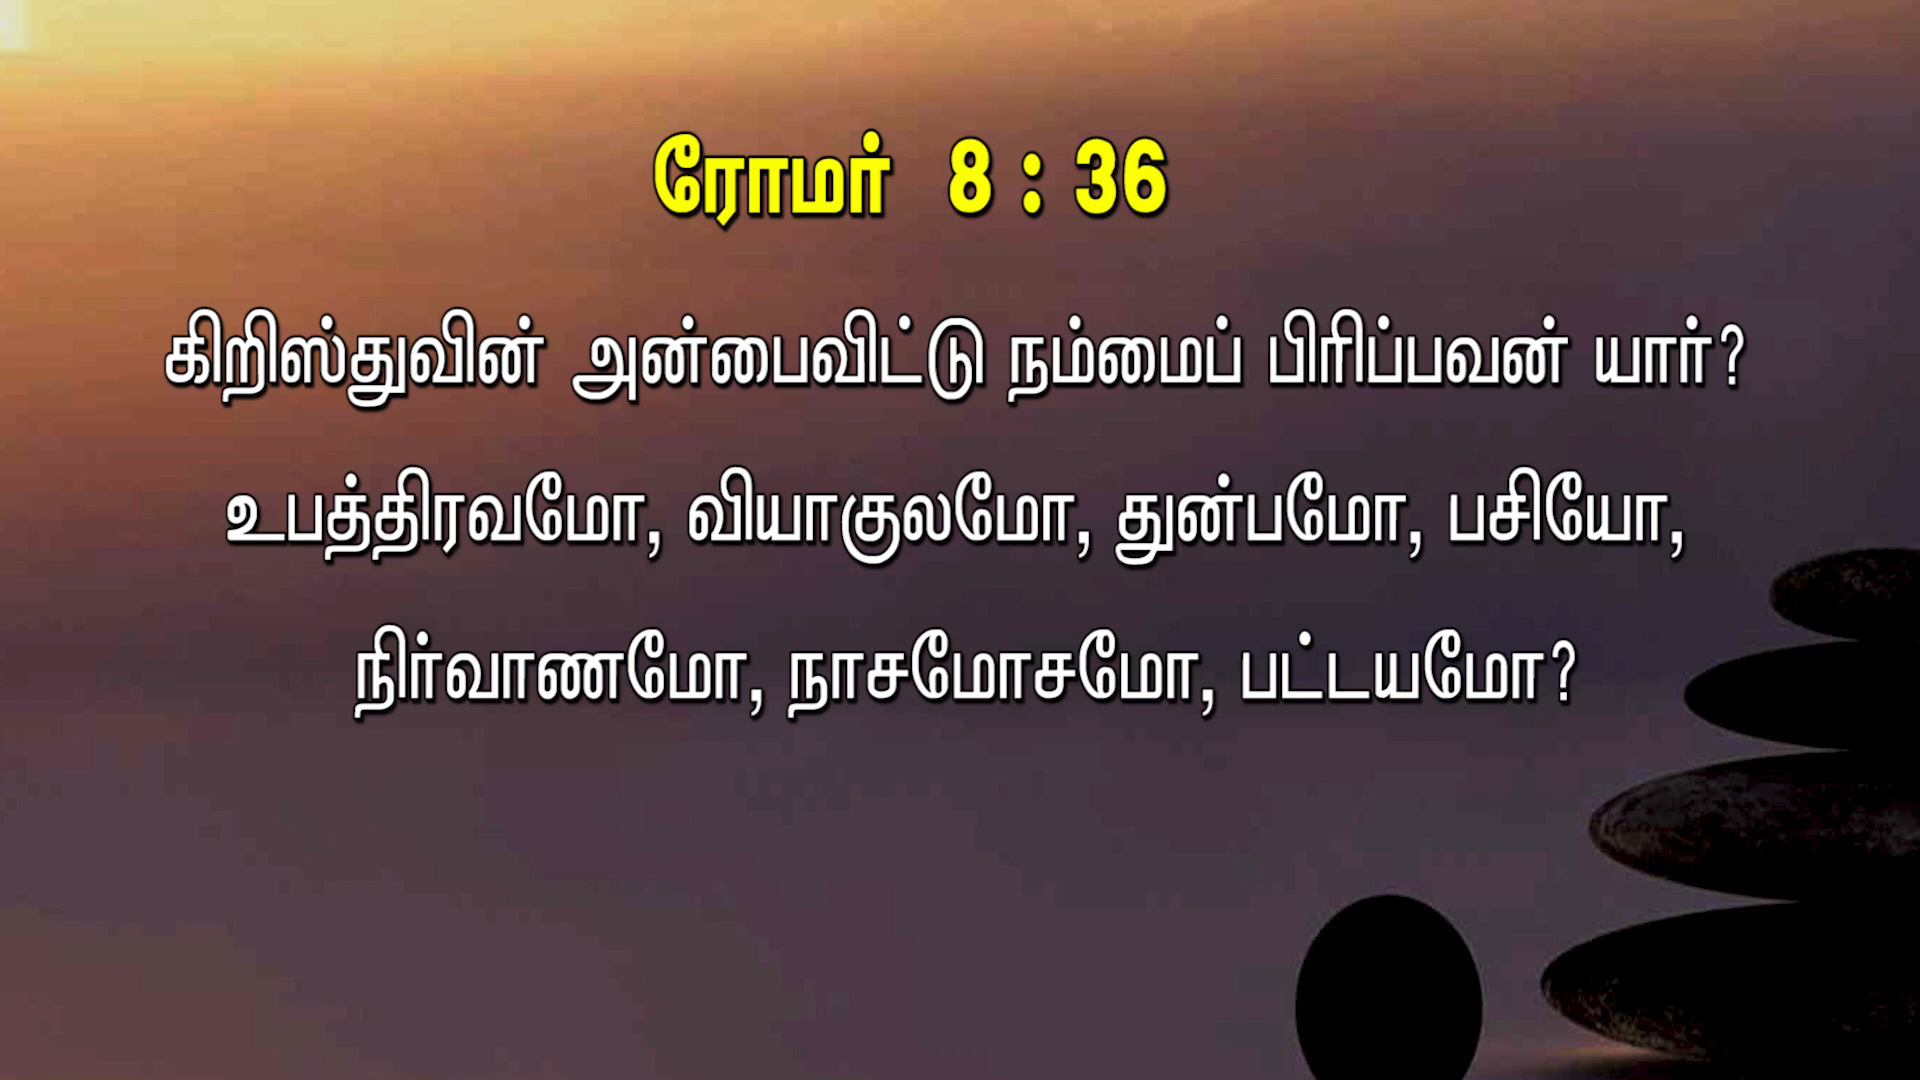 ரோமர் 8 : 36
கிறிஸ்துவின் அன்பைவிட்டு நம்மைப் பிரிப்பவன் யார்?
உபத்திரவமோ, வியாகுலமோ, துன்பமோ, பசியோ,
நிர்வாணமோ, நாசமோசமோ, பட்டயமோ?